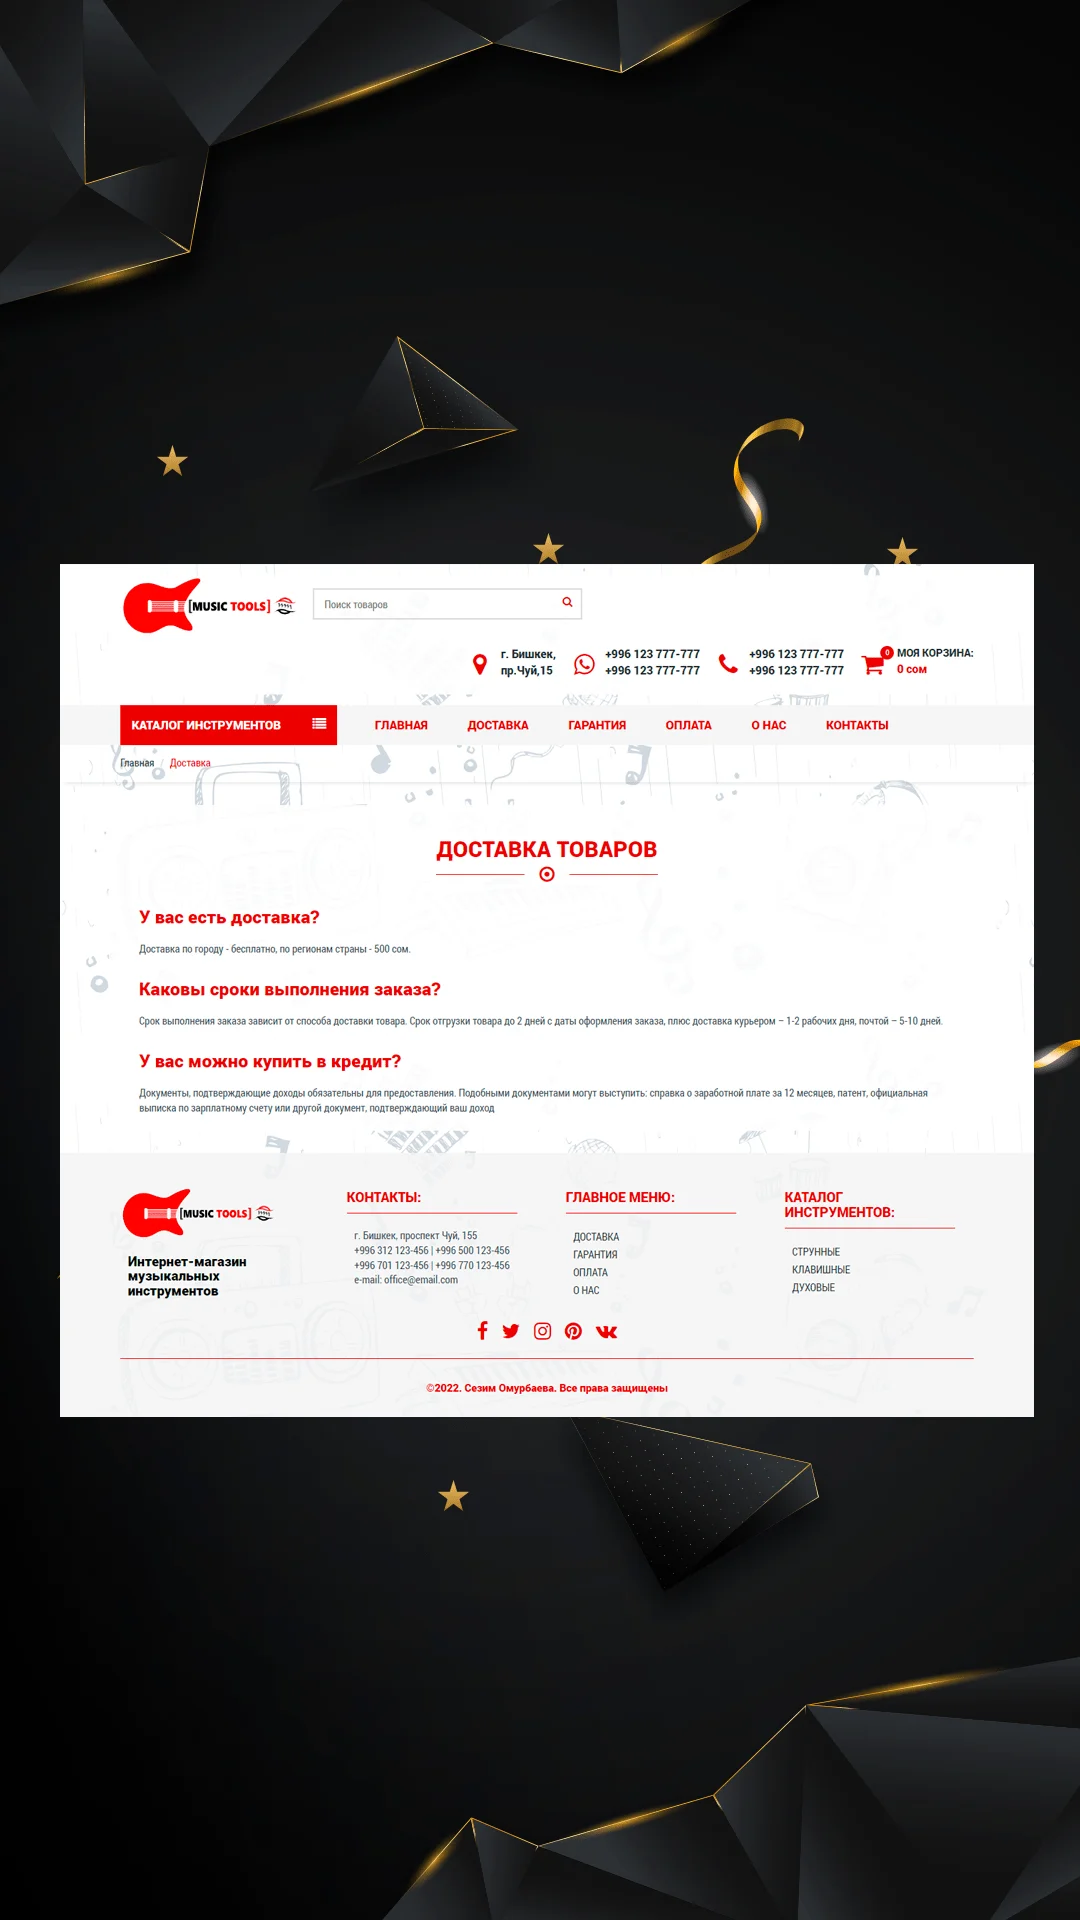 [MUSIC TOOLS]
Поиск товаров
г. Бишкек,
пр.Чуй,15
+996 123 777-777
+996 123 777-777
+996 123 777-777
+996 123 777-777
0
МОЯ КОРЗИНА:
0 сом
КАТАЛОГ ИНСТРУМЕНТОВ
ГЛАВНАЯ ДОСТАВКА ГАРАНТИЯ ОПЛАТА О НАС КОНТАКТЫ
Главная Доставка
ДОСТАВКА ТОВАРОВ
У вас есть доставка?
Доставка по городу - бесплатно, по регионам страны - 500 сом.
Каковы сроки выполнения заказа?
Срок выполнения заказа зависит от способа доставки товара. Срок отгрузки товара до 2 дней с даты оформления заказа, плюс доставка курьером – 1-2 рабочих дня, почтой – 5-10 дней.
У вас можно купить в кредит?
Документы, подтверждающие доходы обязательны для предоставления. Подобными документами могут выступить: справка о заработной плате за 12 месяцев, патент, официальная
выписка по зарплатному счету или другой документ, подтверждающий ваш доход
[MUSIC TOOLS]
Интернет-магазин
музыкальных
инструментов
КОНТАКТЫ:
г. Бишкек, проспект Чуй, 155
+996 312 123-456 | +996 500 123-456
+996 701 123-456 | +996 770 123-456
e-mail: office@email.com
ГЛАВНОЕ МЕНЮ:
ДОСТАВКА
ГАРАНТИЯ
ОПЛАТА
О НАС
КАТАЛОГ
ИНСТРУМЕНТОВ:
СТРУННЫЕ
КЛАВИШНЫЕ
ДУХОВЫЕ
©2022. Сезим Омурбаева. Все права защищены